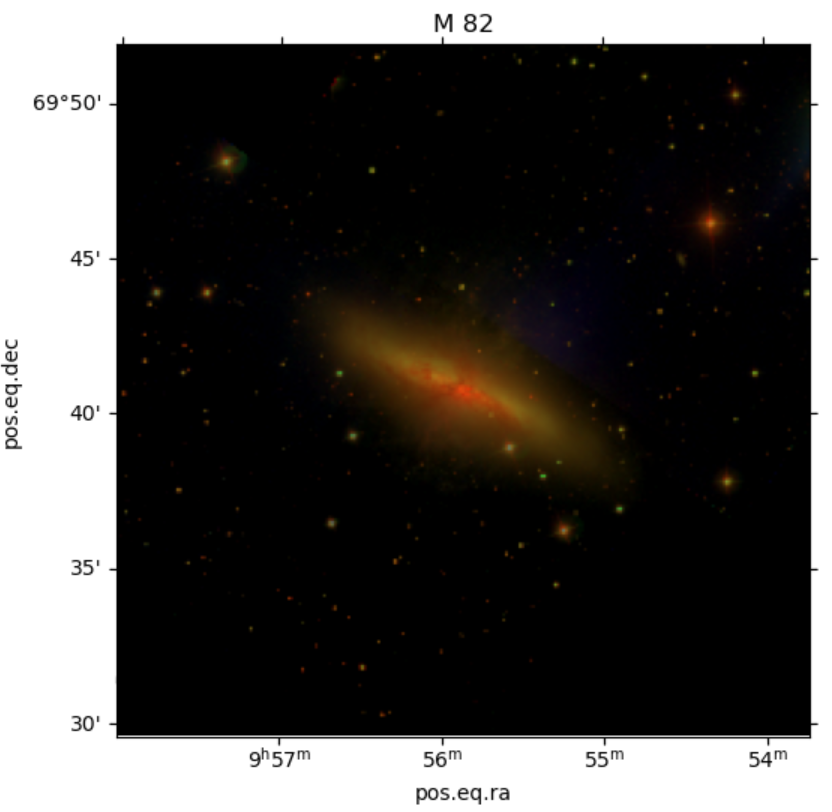 M 82
69°50'
45'
40'
35'
30'
pos.eq.dec
9ʰ57ᵐ
56ᵐ
55ᵐ
54ᵐ
pos.eq.ra